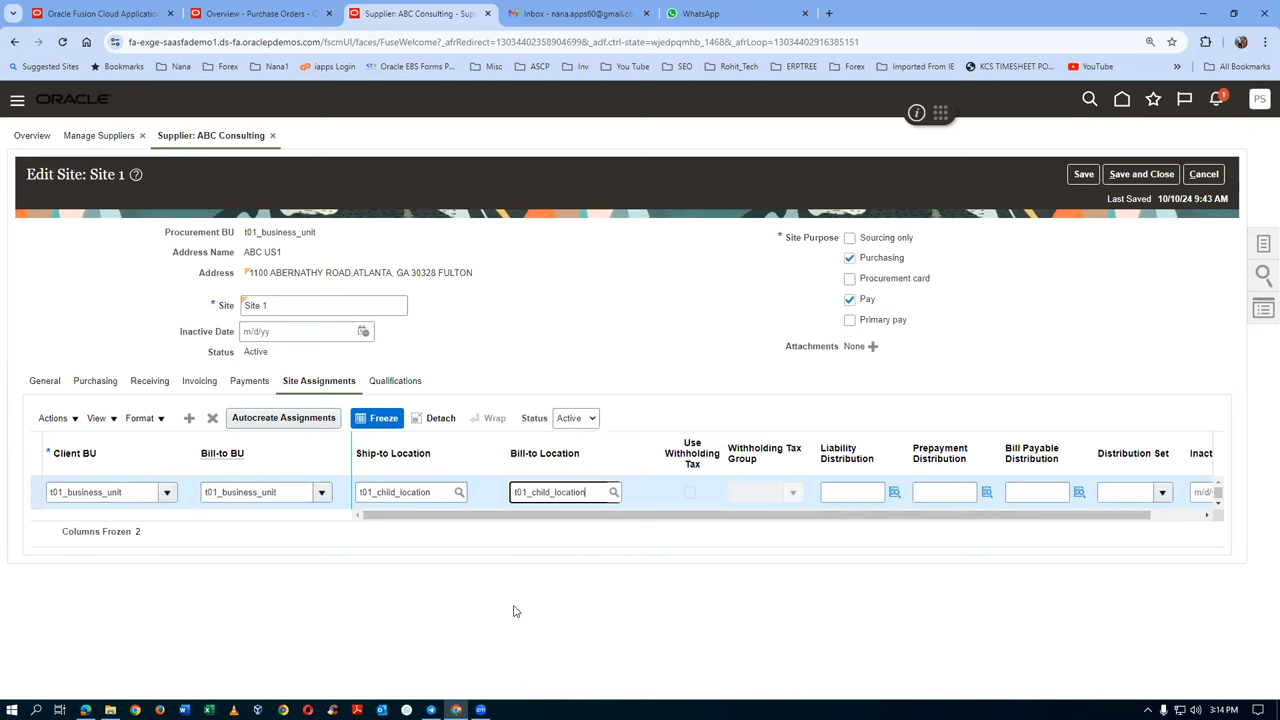 Oracle Fusion Cloud Application
Overview - Purchase Orders - C
Supplier: ABC Consulting - Sup
Inbox - nana.apps60@gmail.co
WhatsApp
fa-exge-saasfademo1.ds-fa.oraclepdemos.com/fscmUI/faces/FuseWelcome?_afrRedirect=13034402358904699&_adf.ctrl-state=wjedpqmhb_1468&_afrLoop=13034402916385151
Suggested Sites
Bookmarks
Nana
Forex
Nana1
iapps Login
Oracle EBS Forms P...
Misc
ASCP
Inv
You Tube
SEO
Rohit_Tech
ERPTREE
Forex
Imported From IE
KCS TIMESHEET PO...
YouTube
»
All Bookmarks
ORACLE
1
PS
Overview
Manage Suppliers
Supplier: ABC Consulting
Edit Site: Site 1
Save
Save and Close
Cancel
Last Saved 10/10/24 9:43 AM
Procurement BU t01_business_unit
Address Name ABC US1
Address 1100 ABERNATHY ROAD,ATLANTA, GA 30328 FULTON
* Site Site 1
Inactive Date m/d/yy
Status Active
* Site Purpose Sourcing only
Purchasing
Procurement card
Pay
Primary pay
Attachments None
General
Purchasing
Receiving
Invoicing
Payments
Site Assignments
Qualifications
Actions
View
Format
Autocreate Assignments
Freeze
Detach
Wrap
Status Active
* Client BU
Bill-to BU
Ship-to Location
Bill-to Location
Use
Withholding
Tax
Withholding Tax
Group
Liability
Distribution
Prepayment
Distribution
Bill Payable
Distribution
Distribution Set
Inact
t01_business_unit
t01_business_unit
t01_child_location
t01_child_location
m/d/
Columns Frozen 2
3:14 PM